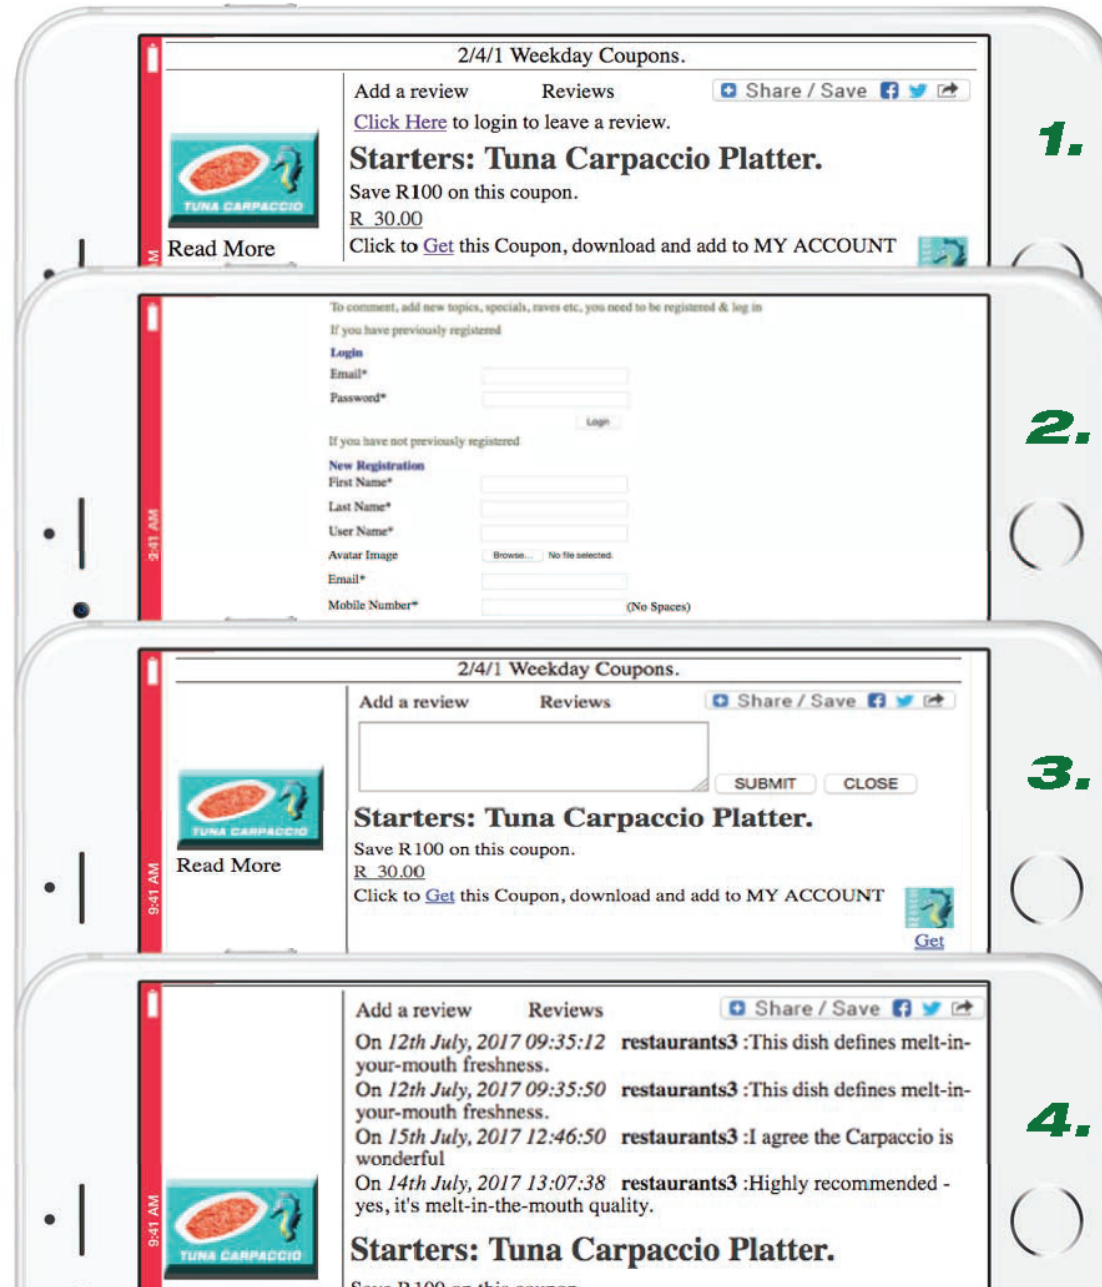 2/4/1 Weekday Coupons.
Add a review Reviews Share / Save
Click Here to login to leave a review.
1.
Starters: Tuna Carpaccio Platter.
Save R100 on this coupon.
TUNA CARPACCIO
R 30.00
Read More
Click to Get this Coupon, download and add to MY ACCOUNT
AM
To comment, add new topics, specials, raves etc, you need to be registered & log in
If you have previously registered
Login
Email*
Password*
Login
2.
If you have not previously registered
New Registration
First Name*
Last Name*
User Name*
9:41 AM
Avatar Image Browse... No file selected.
Email*
Mobile Number* (No Spaces)
2/4/1 Weekday Coupons.
Add a review Reviews Share / Save
SUBMIT CLOSE
3.
Starters: Tuna Carpaccio Platter.
TUNA CARPACCIO
Save R100 on this coupon.
Read More
R 30.00
9:41 AM
Click to Get this Coupon, download and add to MY ACCOUNT
Get
Add a review Reviews Share / Save
On 12th July, 2017 09:35:12 restaurants3 :This dish defines melt-in-
your-mouth freshness.
On 12th July, 2017 09:35:50 restaurants3 :This dish defines melt-in-
your-mouth freshness.
4.
On 15th July, 2017 12:46:50 restaurants3 :I agree the Carpaccio is
wonderful
On 14th July, 2017 13:07:38 restaurants3 :Highly recommended -
yes, it's melt-in-the-mouth quality.
9:41 AM
TUNA CARPACCIO
Starters: Tuna Carpaccio Platter.
Save R100 on this coupon